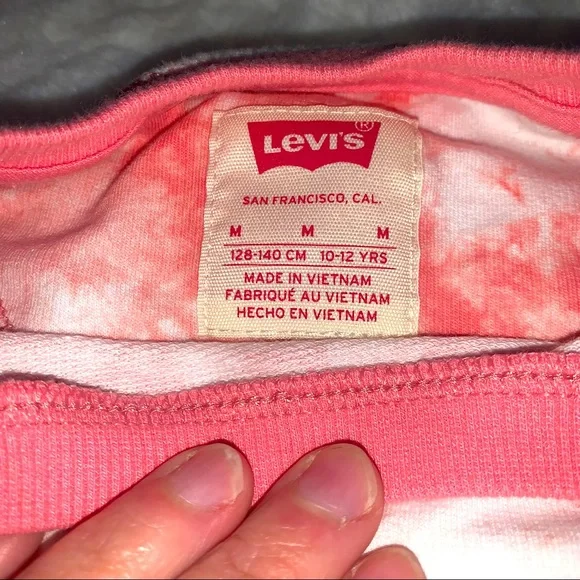 Levi's®
SAN FRANCISCO, CAL.
M M M
128-140 CM 10-12 YRS
MADE IN VIETNAM
FABRIQUÉ AU VIETNAM
HECHO EN VIETNAM